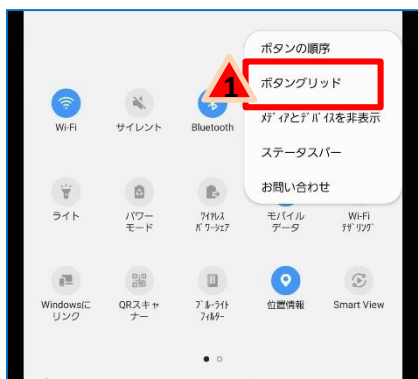 ボタンの順序
1
ボタングリッド
メディアとデバイスを非表示
ステータスバー
お問い合わせ
Wi-Fi
サイレント
Bluetooth
ライト
パワー
モード
ワイヤレス
パワーシェア
モバイル
データ
Wi-Fi
テザリング
Windowsに
リンク
QRスキャ
ナー
ブルーライト
フィルター
位置情報
Smart View